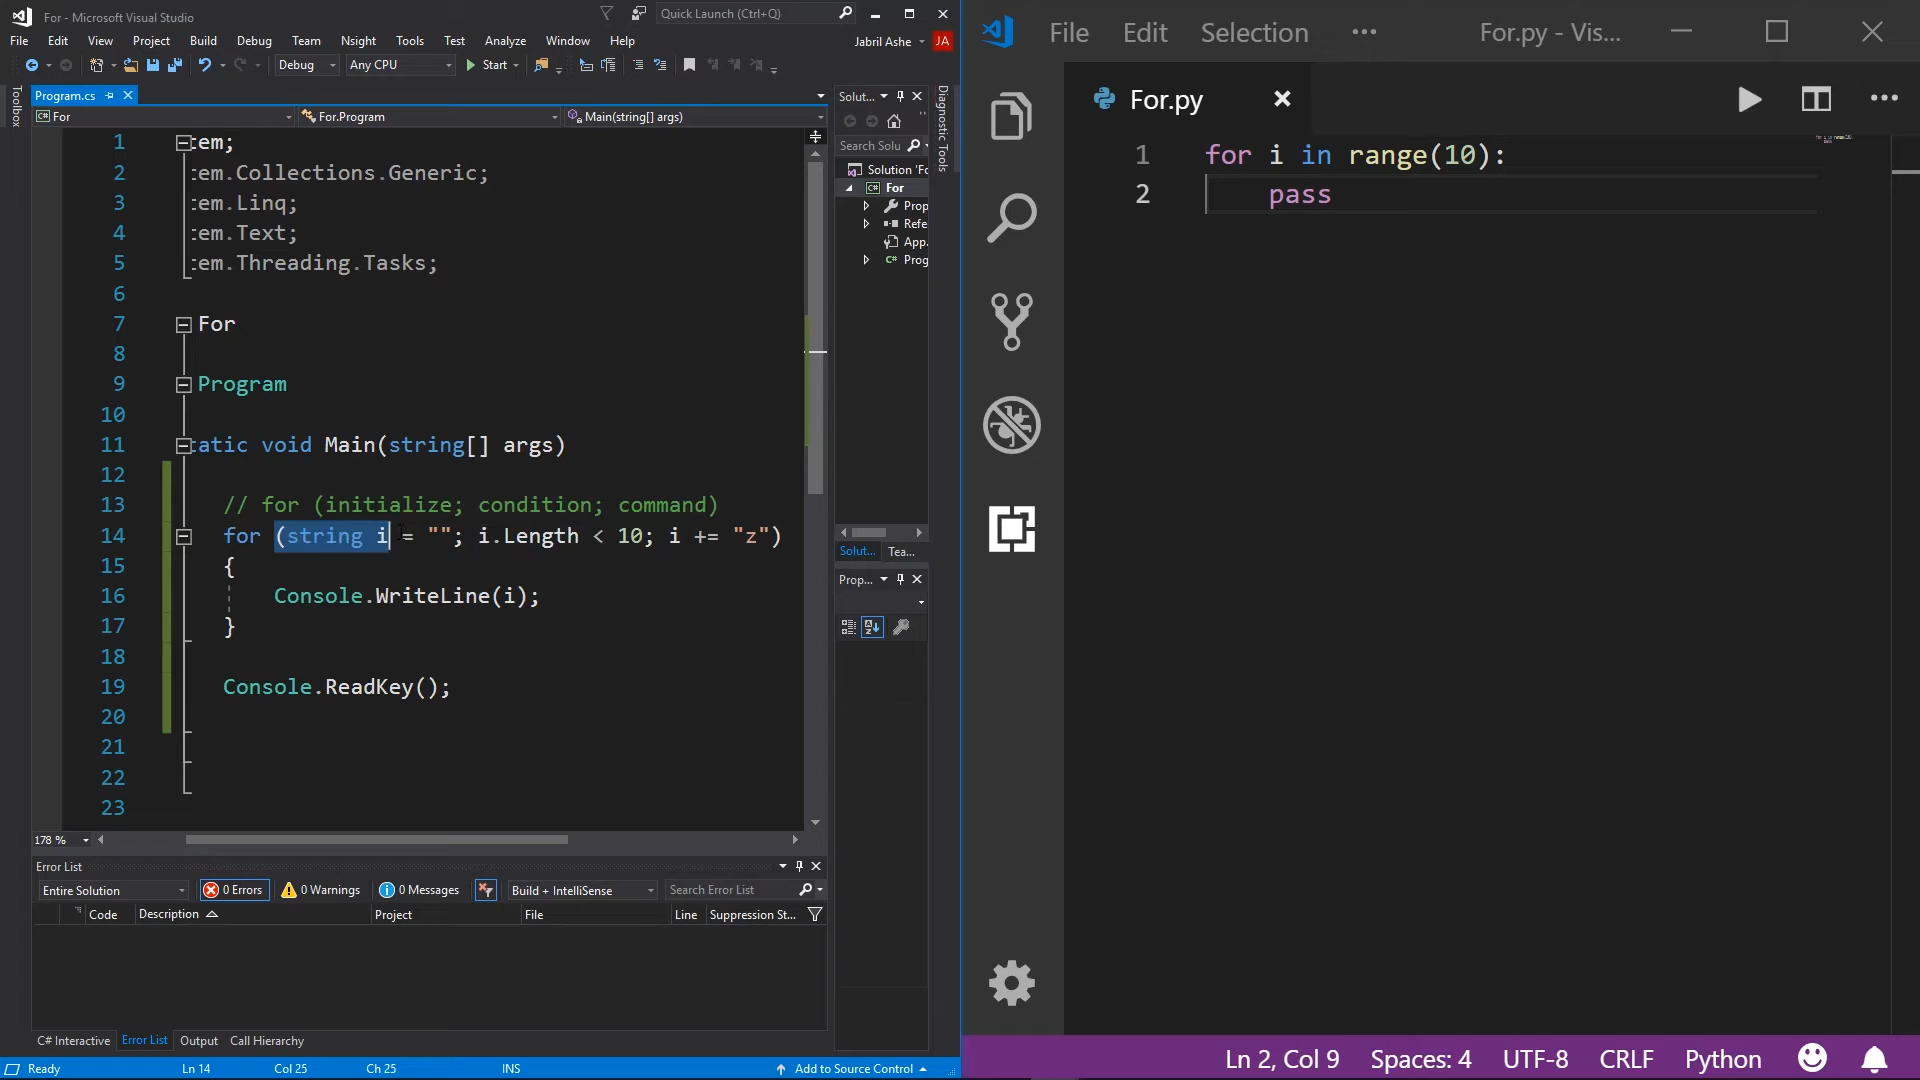 For - Microsoft Visual Studio
Quick Launch (Ctrl+Q)
File Edit View Project Build Debug Team Nsight Tools Test Analyze Window Help
Jabril Ashe JA
Debug Any CPU Start
Toolbox
Program.cs
For For.Program Main(string[] args)
1 tem;
2 tem.Collections.Generic;
3 tem.Linq;
4 tem.Text;
5 tem.Threading.Tasks;
6
7 For
8
9 Program
10
11 tatic void Main(string[] args)
12
13 // for (initialize; condition; command)
14 for (string i = ""; i.Length < 10; i += "z")
15 {
16 Console.WriteLine(i);
17 }
18
19 Console.ReadKey();
20
21
22
23
178 %
Solut...
Search Solu
Solution 'Fo
For
Prop
Refe
App.
Prog
Solut... Tea...
Prop...
Diagnostic Tools
Error List
Entire Solution 0 Errors 0 Warnings 0 Messages Build + IntelliSense Search Error List
Code Description Project File Line Suppression St...
C# Interactive Error List Output Call Hierarchy
Ready Ln 14 Col 25 Ch 25 INS Add to Source Control
File Edit Selection ... For.py - Vis...
For.py
1 for i in range(10):
2 pass
Ln 2, Col 9 Spaces: 4 UTF-8 CRLF Python